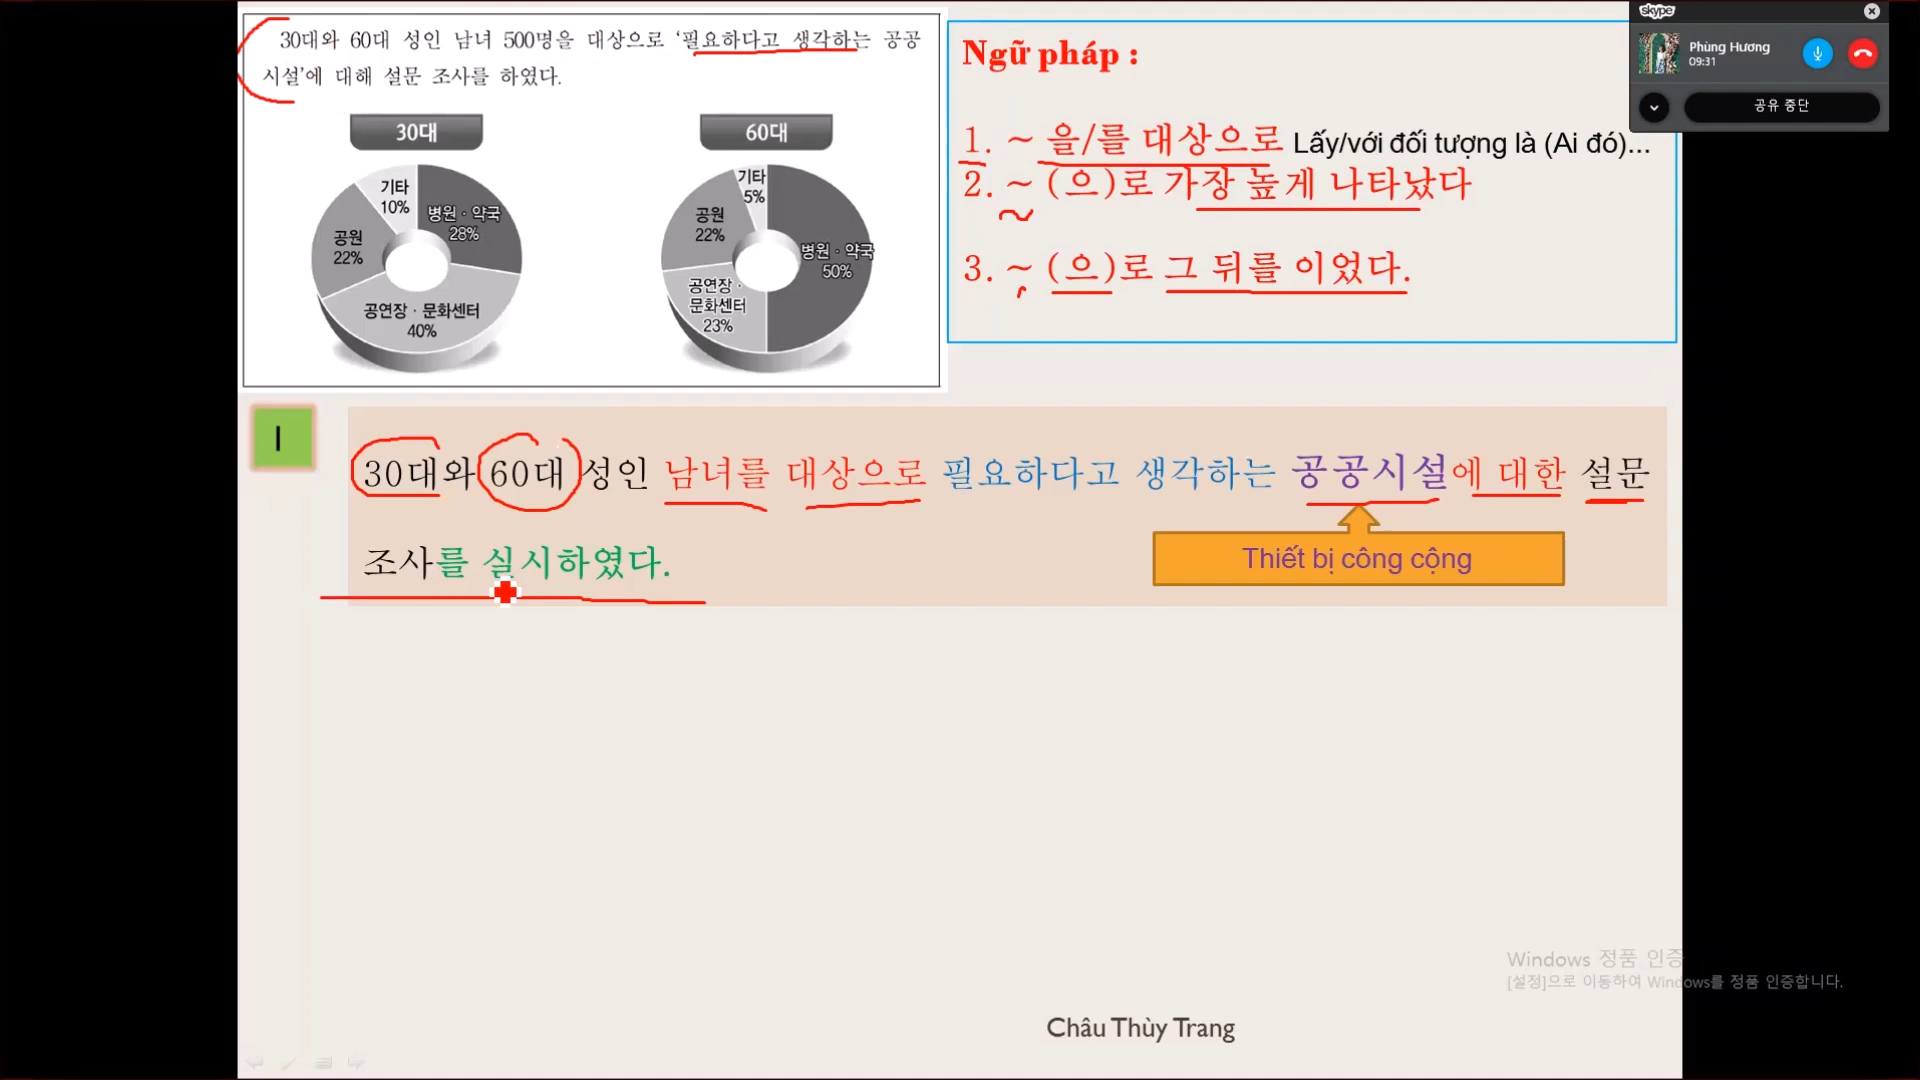 30대와 60대 성인 남녀 500명을 대상으로 ‘필요하다고 생각하는 공공
시설’에 대해 설문 조사를 하였다.
30대
기타
10%
병원·약국
28%
공원
22%
공연장·문화센터
40%
60대
기타
5%
공원
22%
병원·약국
50%
공연장·
문화센터
23%
Ngữ pháp :
1. ~ 을/를 대상으로 Lấy/với đối tượng là (Ai đó)...
2. ~ (으)로 가장 높게 나타났다
3. ~ (으)로 그 뒤를 이었다.
skype
Phùng Hương
09:31
공유 중단
I
30대와 60대 성인 남녀를 대상으로 필요하다고 생각하는 공공시설에 대한 설문
조사를 실시하였다.
Thiết bị công cộng
Windows 정품 인증
[설정]으로 이동하여 Windows를 정품 인증합니다.
Châu Thùy Trang